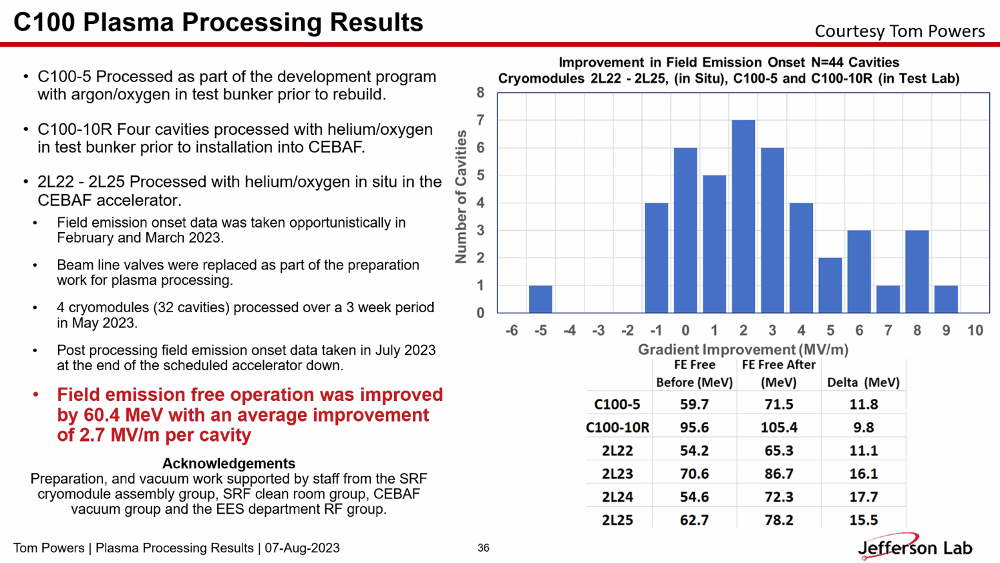 C100 Plasma Processing Results
Courtesy Tom Powers
• C100-5 Processed as part of the development program
with argon/oxygen in test bunker prior to rebuild.
• C100-10R Four cavities processed with helium/oxygen
in test bunker prior to installation into CEBAF.
• 2L22 - 2L25 Processed with helium/oxygen in situ in the
CEBAF accelerator.
• Field emission onset data was taken opportunistically in
February and March 2023.
• Beam line valves were replaced as part of the preparation
work for plasma processing.
• 4 cryomodules (32 cavities) processed over a 3 week period
in May 2023.
• Post processing field emission onset data taken in July 2023
at the end of the scheduled accelerator down.
• Field emission free operation was improved
by 60.4 MeV with an average improvement
of 2.7 MV/m per cavity
Acknowledgements
Preparation, and vacuum work supported by staff from the SRF
cryomodule assembly group, SRF clean room group, CEBAF
vacuum group and the EES department RF group.
Improvement in Field Emission Onset N=44 Cavities
Cryomodules 2L22 - 2L25, (in Situ), C100-5 and C100-10R (in Test Lab)
Number of Cavities
8
7
6
5
4
3
2
1
0
-6 -5 -4 -3 -2 -1 0 1 2 3 4 5 6 7 8 9 10
Gradient Improvement (MV/m)
FE Free FE Free After
Before (MeV) (MeV) Delta (MeV)
C100-5 59.7 71.5 11.8
C100-10R 95.6 105.4 9.8
2L22 54.2 65.3 11.1
2L23 70.6 86.7 16.1
2L24 54.6 72.3 17.7
2L25 62.7 78.2 15.5
Tom Powers | Plasma Processing Results | 07-Aug-2023
36
Jefferson Lab